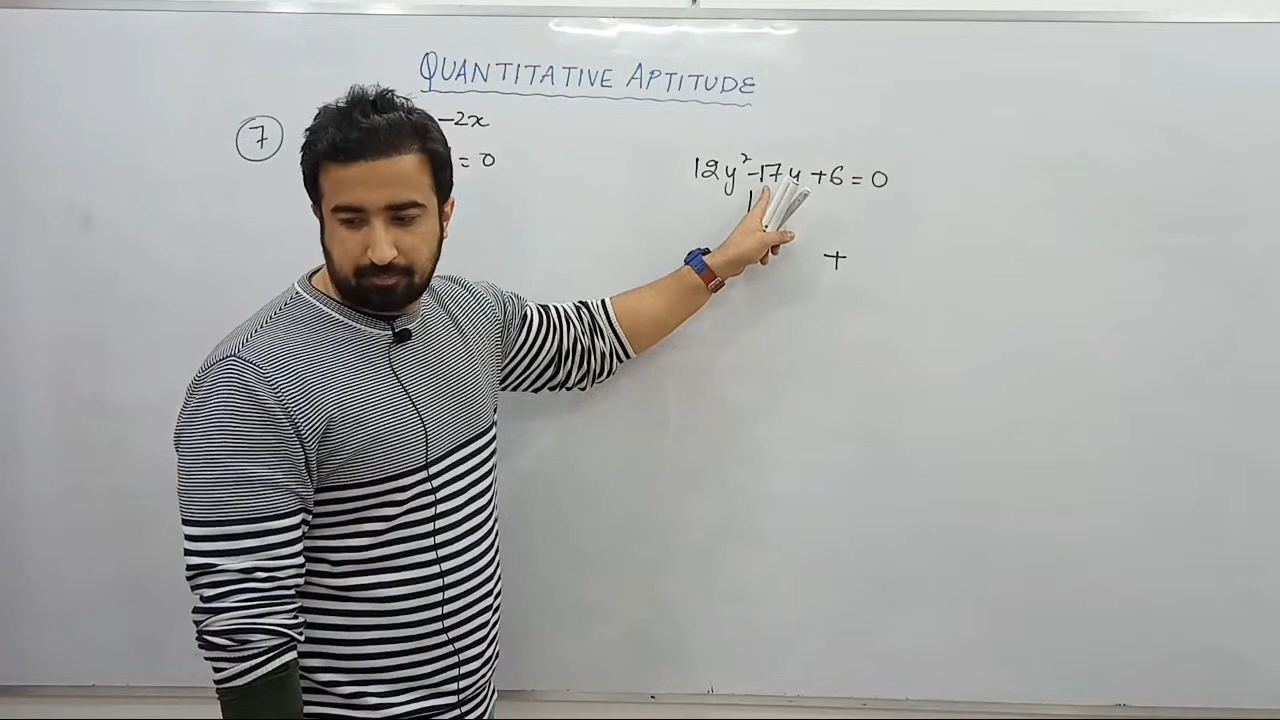 QUANTITATIVE APTITUDE
7
-2x
= 0
12y² - 17y + 6 = 0
+